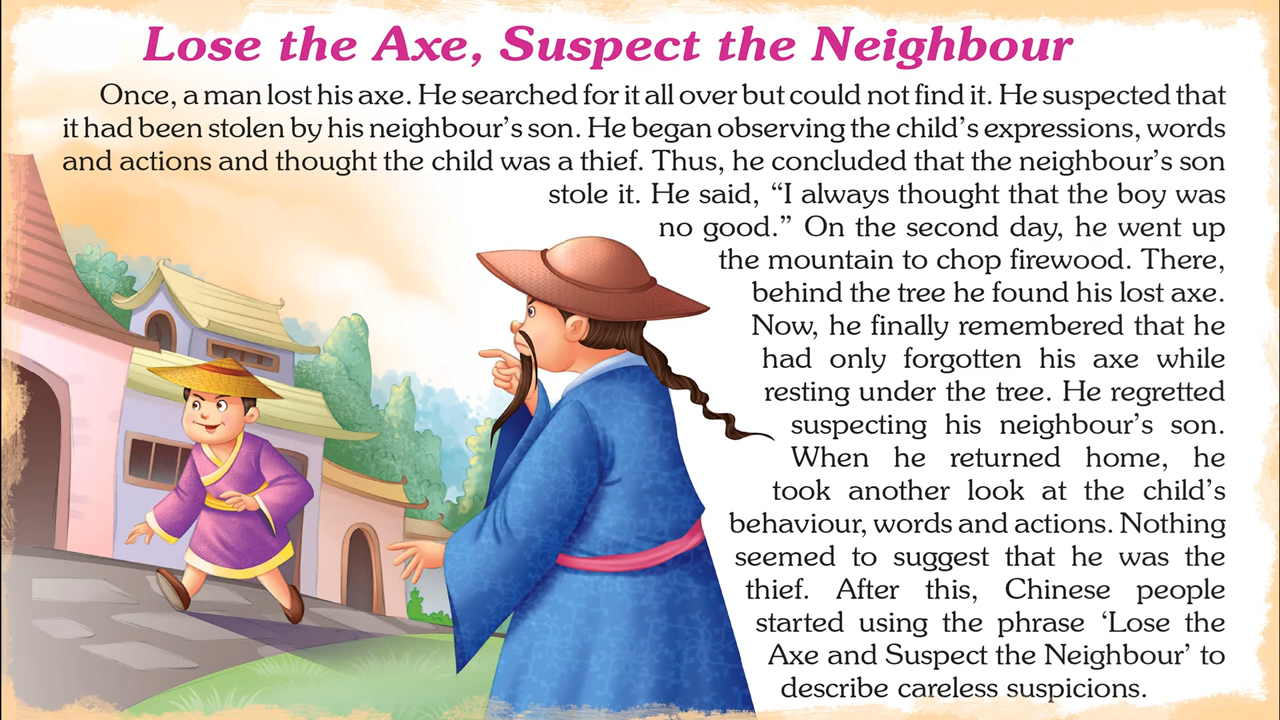 Lose the Axe, Suspect the Neighbour
Once, a man lost his axe. He searched for it all over but could not find it. He suspected that
it had been stolen by his neighbour's son. He began observing the child's expressions, words
and actions and thought the child was a thief. Thus, he concluded that the neighbour's son
stole it. He said, “I always thought that the boy was
no good.” On the second day, he went up
the mountain to chop firewood. There,
behind the tree he found his lost axe.
Now, he finally remembered that he
had only forgotten his axe while
resting under the tree. He regretted
suspecting his neighbour's son.
When he returned home, he
took another look at the child's
behaviour, words and actions. Nothing
seemed to suggest that he was the
thief. After this, Chinese people
started using the phrase ‘Lose the
Axe and Suspect the Neighbour’ to
describe careless suspicions.